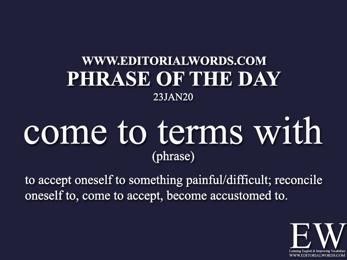 WWW.EDITORIALWORDS.COM
PHRASE OF THE DAY
23JAN20
come to terms with
(phrase)
to accept oneself to something painful/difficult; reconcile
oneself to, come to accept, become accustomed to.
EW
Learning English & Improving Vocabulary
WWW.EDITORIALWORDS.COM